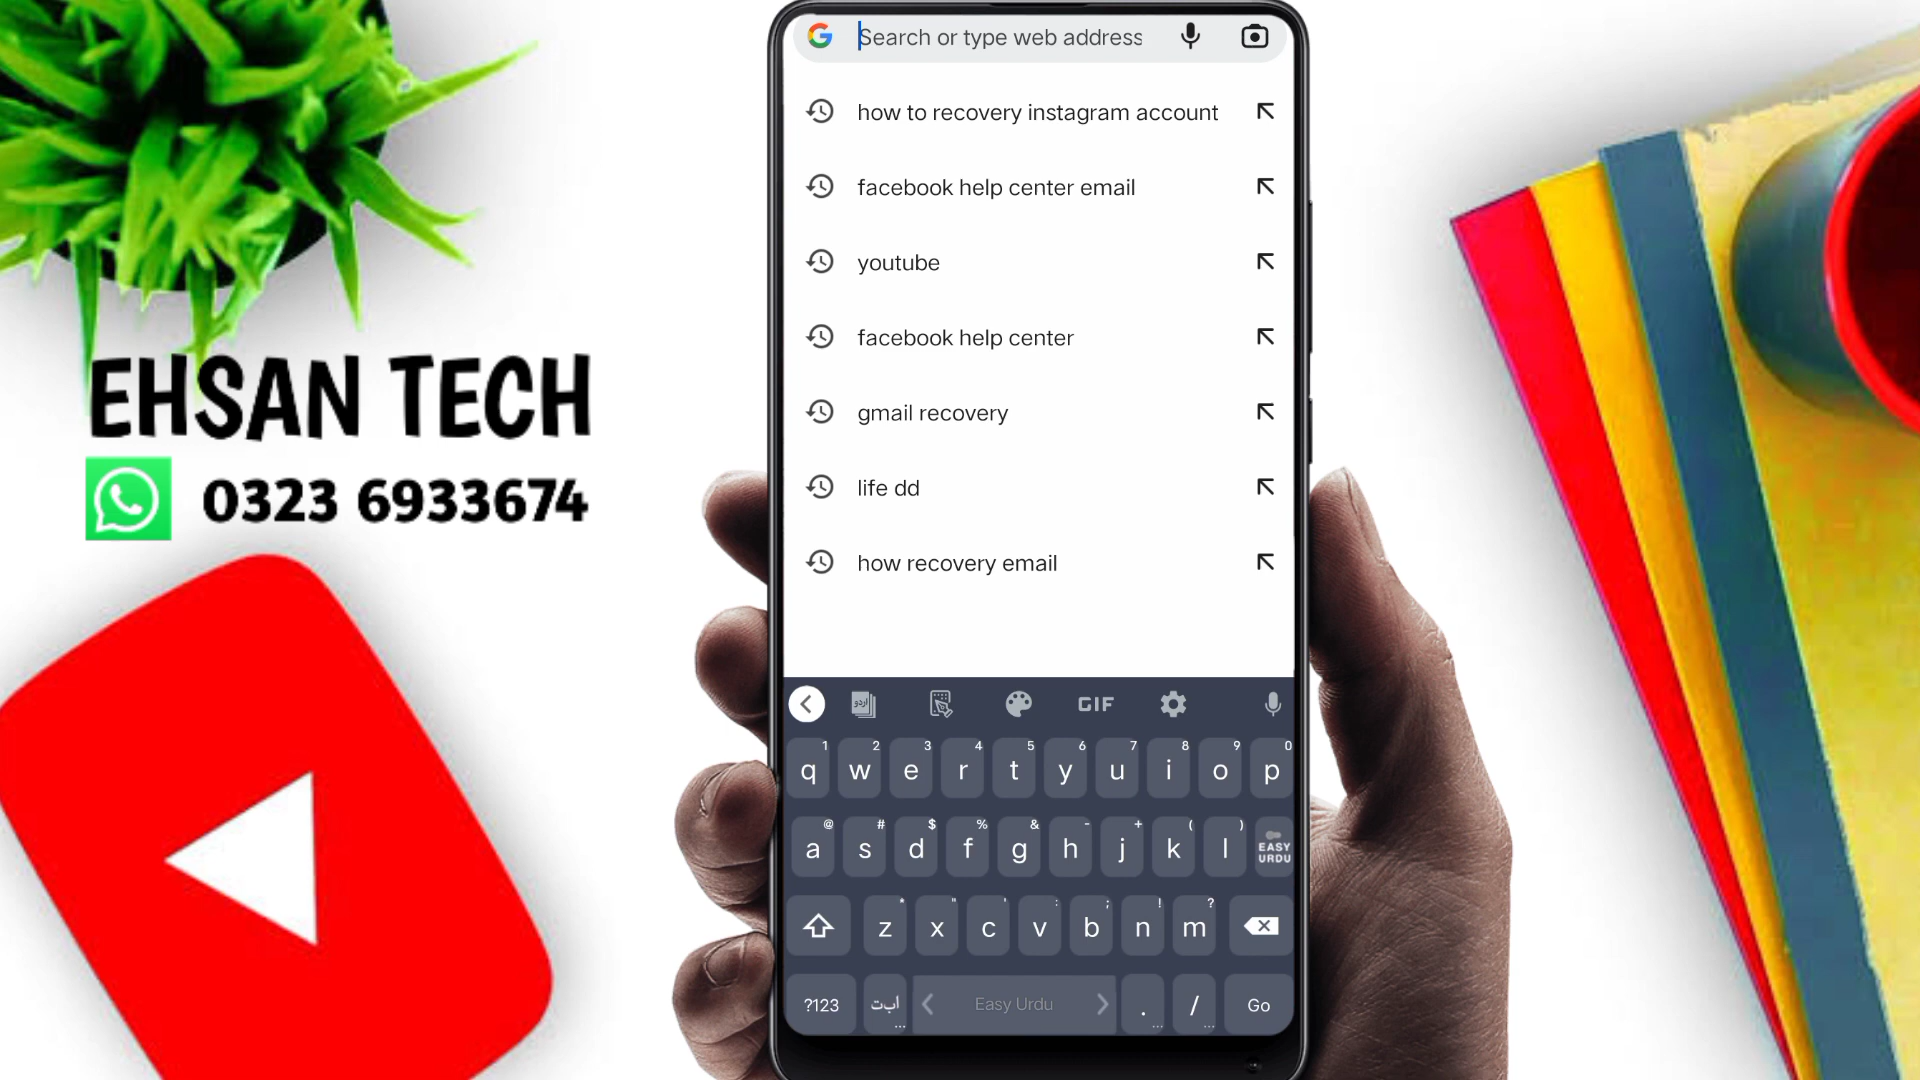 Search or type web address
how to recovery instagram account
facebook help center email
youtube
facebook help center
gmail recovery
life dd
how recovery email
EHSAN TECH
0323 6933674
اردو
GIF
1 2 3 4 5 6 7 8 9 0
q w e r t y u i o p
@ # $ % & - + ( )
a s d f g h j k l EASY URDU
* " ' : ; ! ?
z x c v b n m
?123 ا ب ت ... Easy Urdu . ... / ... Go